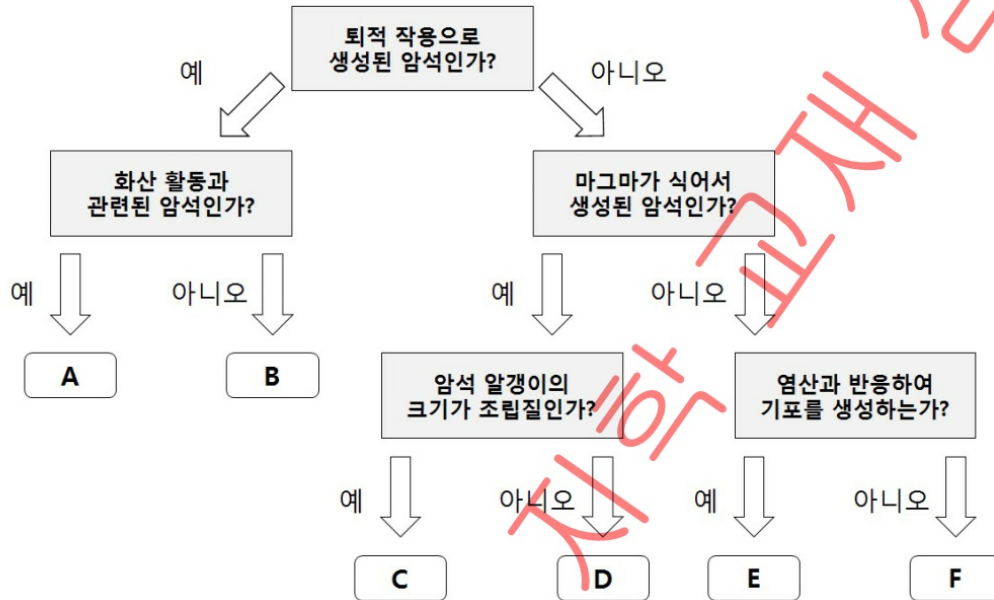 퇴적 작용으로
생성된 암석인가?
예
아니오
화산 활동과
관련된 암석인가?
마그마가 식어서
생성된 암석인가?
예
아니오
예
아니오
A
B
암석 알갱이의
크기가 조립질인가?
염산과 반응하여
기포를 생성하는가?
예
아니오
예
아니오
C
D
E
F
지학 교재